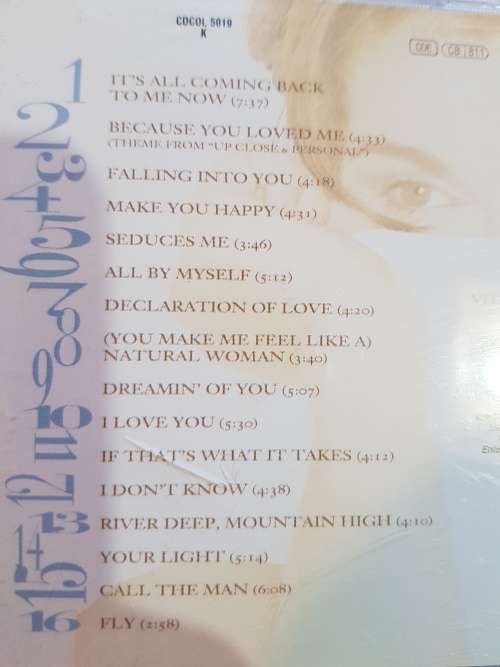 CDCOL 5019
K
CDE GB 811
1 IT'S ALL COMING BACK
TO ME NOW (7:37)
2 BECAUSE YOU LOVED ME (4:33)
(THEME FROM "UP CLOSE & PERSONAL")
3 FALLING INTO YOU (4:18)
4 MAKE YOU HAPPY (4:31)
5 SEDUCES ME (3:46)
6 ALL BY MYSELF (5:12)
7 DECLARATION OF LOVE (4:20)
8 (YOU MAKE ME FEEL LIKE A)
NATURAL WOMAN (3:40)
9 DREAMIN' OF YOU (5:07)
10 I LOVE YOU (5:30)
11 IF THAT'S WHAT IT TAKES (4:12)
12 I DON'T KNOW (4:38)
13 RIVER DEEP, MOUNTAIN HIGH (4:10)
14 YOUR LIGHT (5:14)
15 CALL THE MAN (6:08)
16 FLY (2:58)